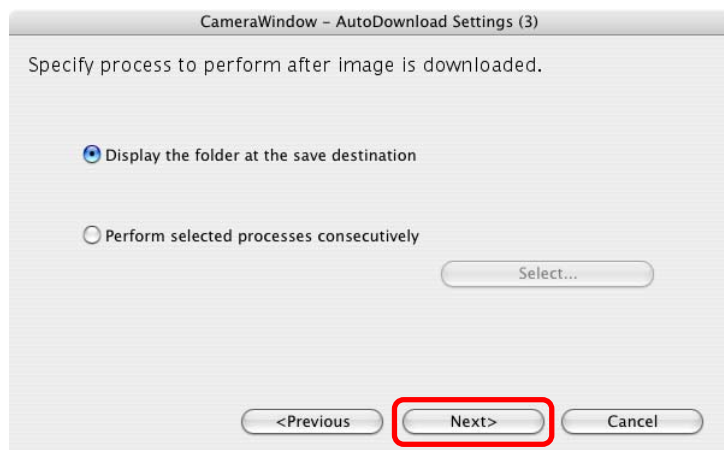 CameraWindow – AutoDownload Settings (3)
Specify process to perform after image is downloaded.
Display the folder at the save destination
Perform selected processes consecutively
Select...
<Previous Next> Cancel